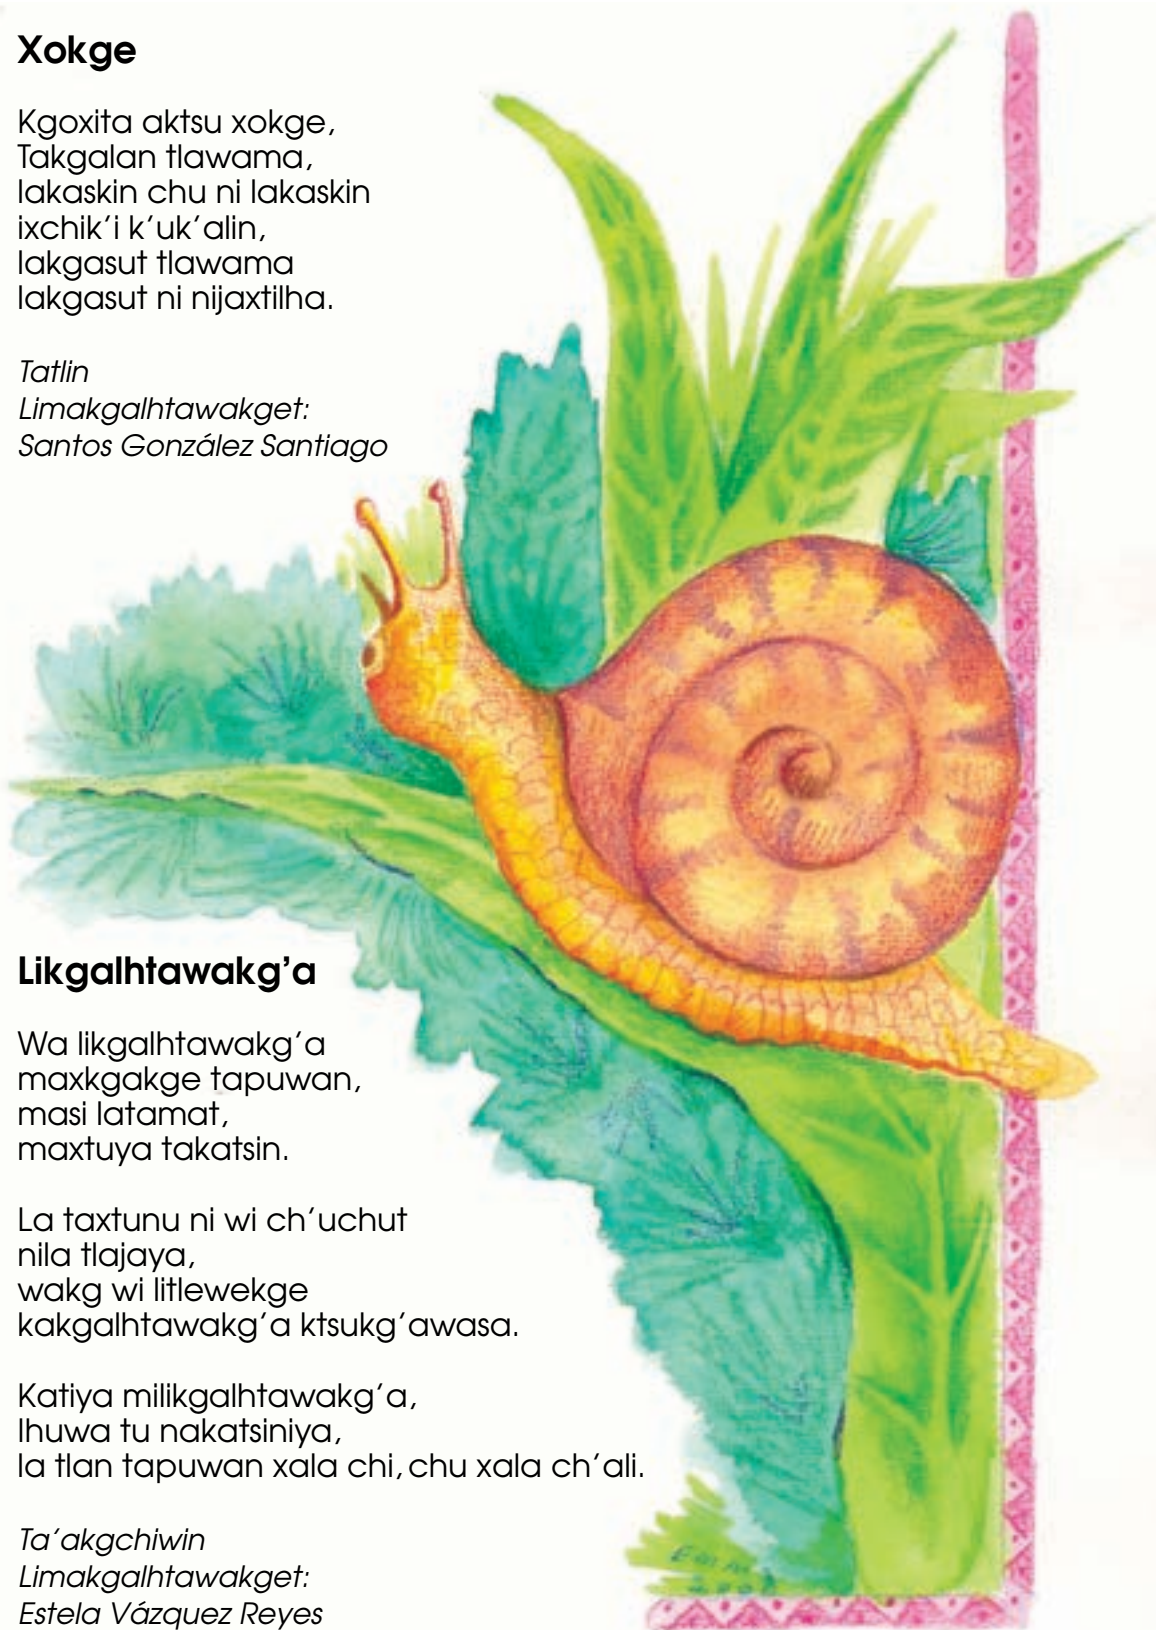 Xokge
Kgoxita aktsu xokge,
Takgalan tlawama,
lakaskin chu ni lakaskin
ixchik’i k’uk’alin,
lakgasut tlawama
lakgasut ni nijaxtilha.
Tatlin
Limakgalhtawakget:
Santos González Santiago
Likgalhtawakg’a
Wa likgalhtawakg’a
maxkgakge tapuwan,
masi latamat,
maxtuya takatsin.
La taxtunu ni wi ch’uchut
nila tlajaya,
wakg wi litlewekge
kakgalhtawakg’a ktsukg’awasa.
Katiya milikgalhtawakg’a,
lhuwa tu nakatsiniya,
la tlan tapuwan xala chi, chu xala ch’ali.
Ta’akgchiwin
Limakgalhtawakget:
Estela Vázquez Reyes